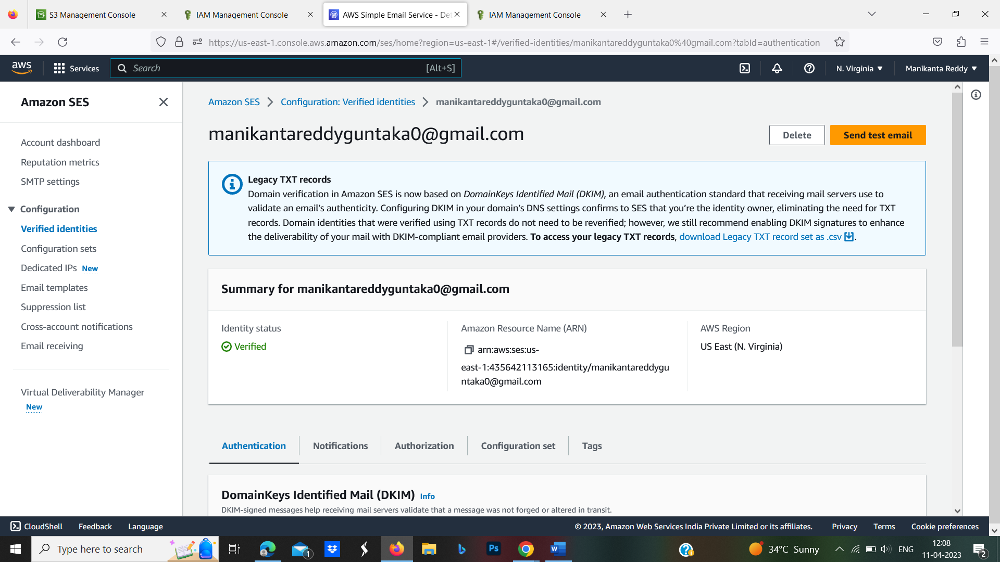 S3 Management Console
IAM Management Console
AWS Simple Email Service - Det
IAM Management Console
https://us-east-1.console.aws.amazon.com/ses/home?region=us-east-1#/verified-identities/manikantareddyguntaka0%40gmail.com?tabId=authentication
aws
Services
Search
[Alt+S]
N. Virginia
Manikanta Reddy
Amazon SES
Account dashboard
Reputation metrics
SMTP settings
Configuration
Verified identities
Configuration sets
Dedicated IPs New
Email templates
Suppression list
Cross-account notifications
Email receiving
Virtual Deliverability Manager
New
Amazon SES
Configuration: Verified identities
manikantareddyguntaka0@gmail.com
manikantareddyguntaka0@gmail.com
Delete
Send test email
Legacy TXT records
Domain verification in Amazon SES is now based on DomainKeys Identified Mail (DKIM), an email authentication standard that receiving mail servers use to
validate an email’s authenticity. Configuring DKIM in your domain’s DNS settings confirms to SES that you’re the identity owner, eliminating the need for TXT
records. Domain identities that were verified using TXT records do not need to be reverified; however, we still recommend enabling DKIM signatures to enhance
the deliverability of your mail with DKIM-compliant email providers. To access your legacy TXT records, download Legacy TXT record set as .csv.
Summary for manikantareddyguntaka0@gmail.com
Identity status
Verified
Amazon Resource Name (ARN)
arn:aws:ses:us-
east-1:435642113165:identity/manikantareddygu
ntaka0@gmail.com
AWS Region
US East (N. Virginia)
Authentication
Notifications
Authorization
Configuration set
Tags
DomainKeys Identified Mail (DKIM) Info
DKIM-signed messages help receiving mail servers validate that a message was not forged or altered in transit.
CloudShell
Feedback
Language
© 2023, Amazon Web Services India Private Limited or its affiliates.
Privacy
Terms
Cookie preferences
Type here to search
1
Ps
W
34°C Sunny
ENG
12:08
11-04-2023
2